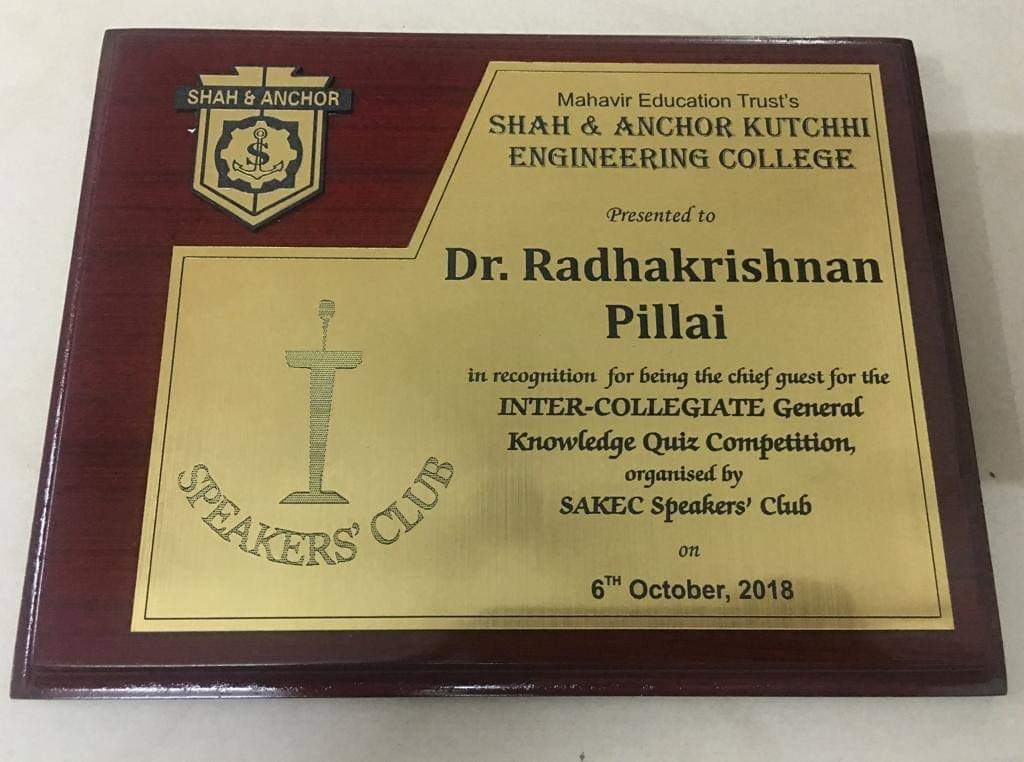 SHAH & ANCHOR
S
Mahavir Education Trust's
SHAH & ANCHOR KUTCHHI
ENGINEERING COLLEGE
Presented to
Dr. Radhakrishnan
Pillai
in recognition for being the chief guest for the
INTER-COLLEGIATE General
Knowledge Quiz Competition,
organised by
SAKEC Speakers' Club
on
6TH October, 2018
SPEAKERS' CLUB